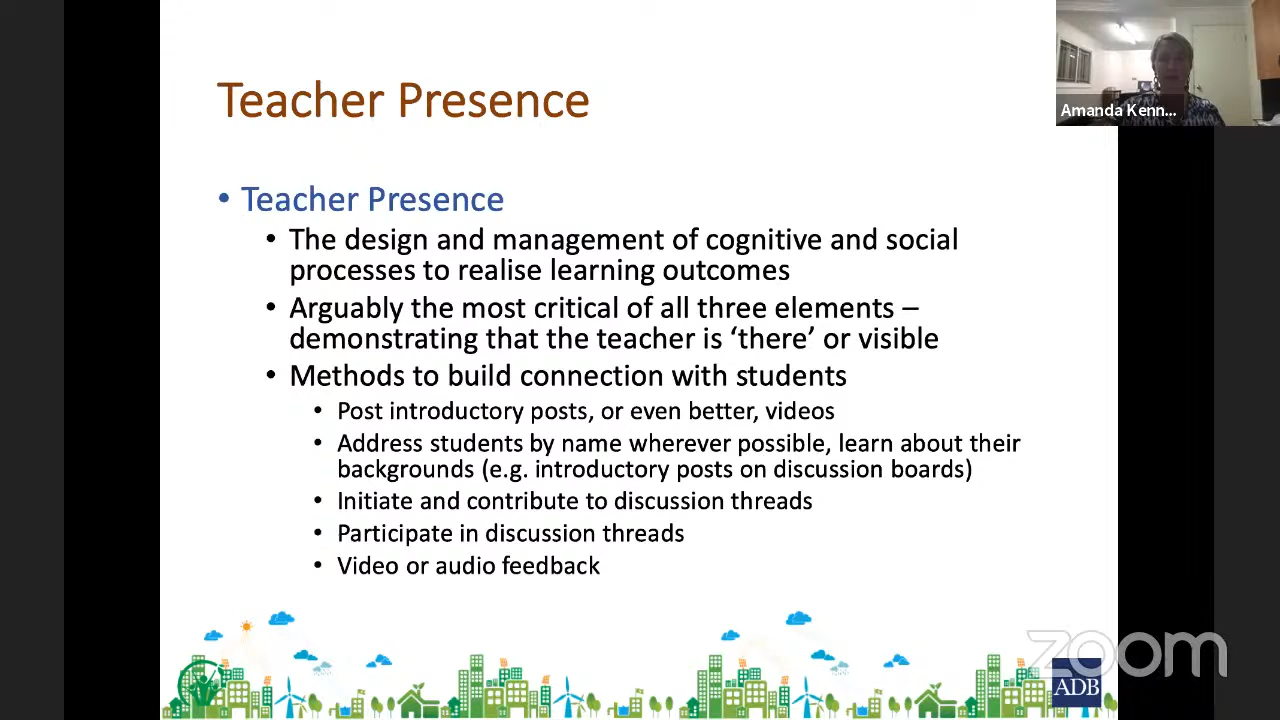 Teacher Presence
Amanda Kenn...
• Teacher Presence
• The design and management of cognitive and social
processes to realise learning outcomes
• Arguably the most critical of all three elements –
demonstrating that the teacher is ‘there’ or visible
• Methods to build connection with students
• Post introductory posts, or even better, videos
• Address students by name wherever possible, learn about their
backgrounds (e.g. introductory posts on discussion boards)
• Initiate and contribute to discussion threads
• Participate in discussion threads
• Video or audio feedback
zoom
ADB